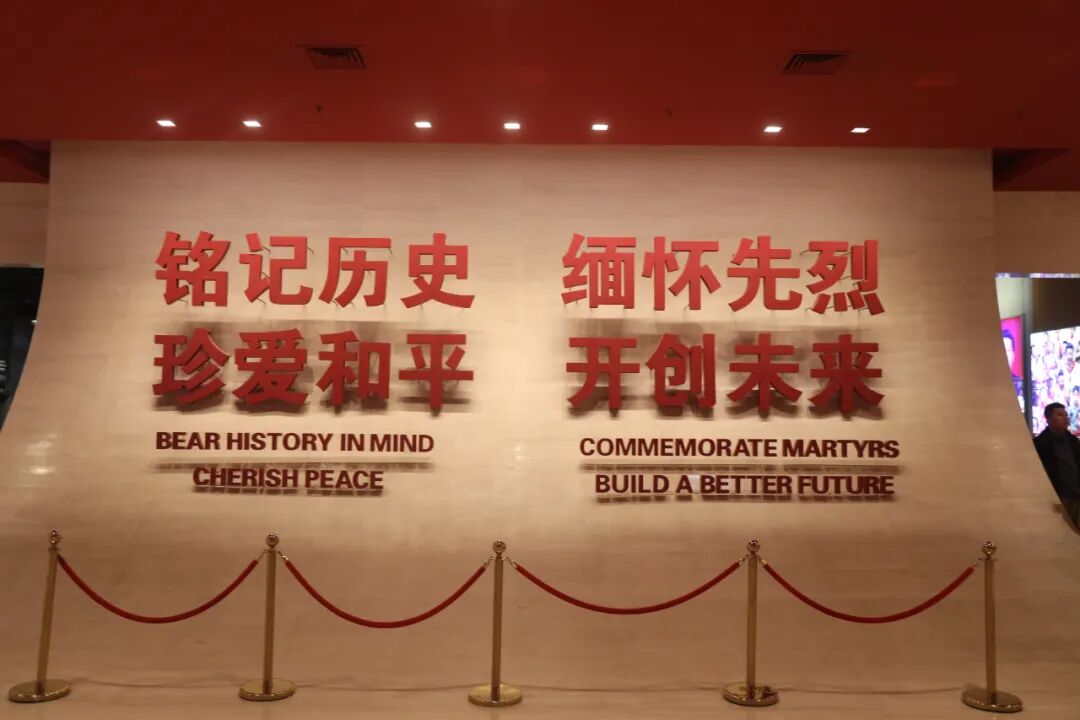 铭记历史 缅怀先烈
珍爱和平 开创未来
BEAR HISTORY IN MIND COMMEMORATE MARTYRS
CHERISH PEACE BUILD A BETTER FUTURE